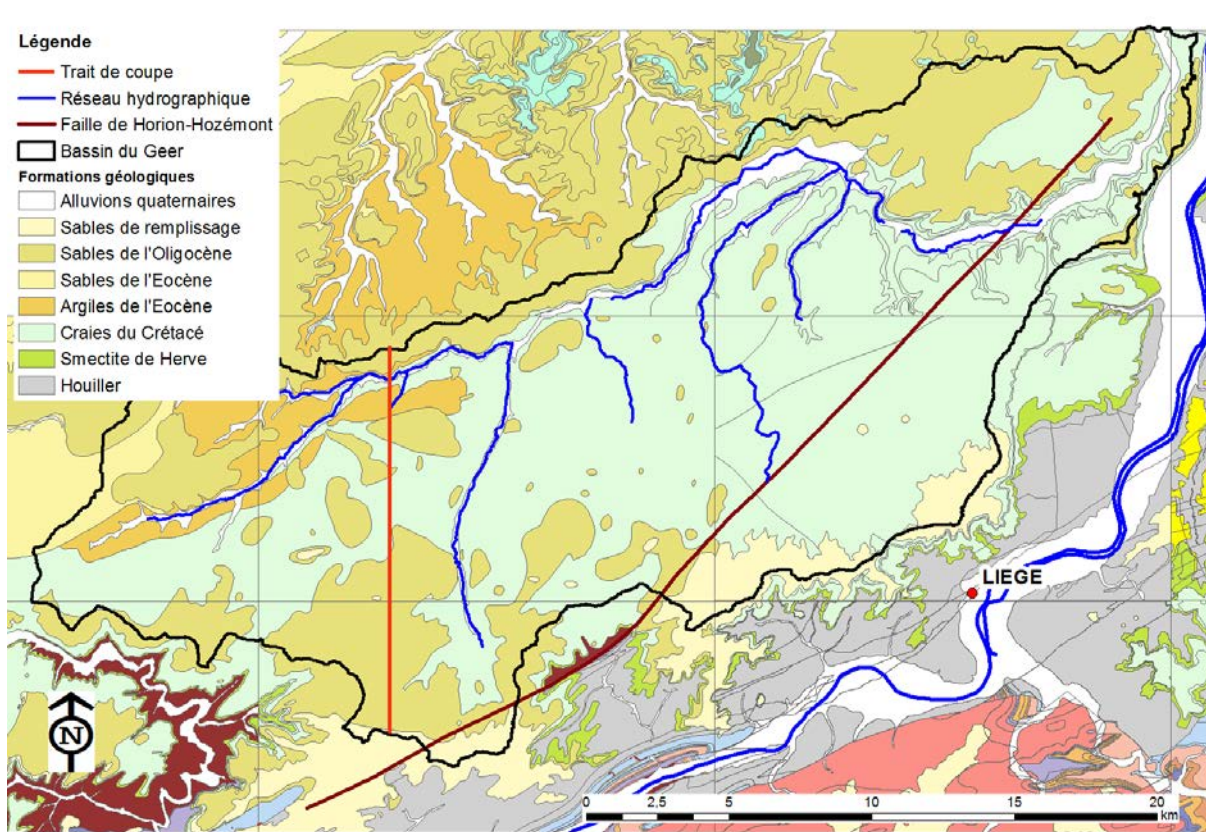 Légende
Trait de coupe
Réseau hydrographique
Faille de Horion-Hozémont
Bassin du Geer
Formations géologiques
Alluvions quaternaires
Sables de remplissage
Sables de l'Oligocène
Sables de l'Eocène
Argiles de l'Eocène
Craies du Crétacé
Smectite de Herve
Houiller
LIEGE
N
0 2,5 5 10 15 20
km